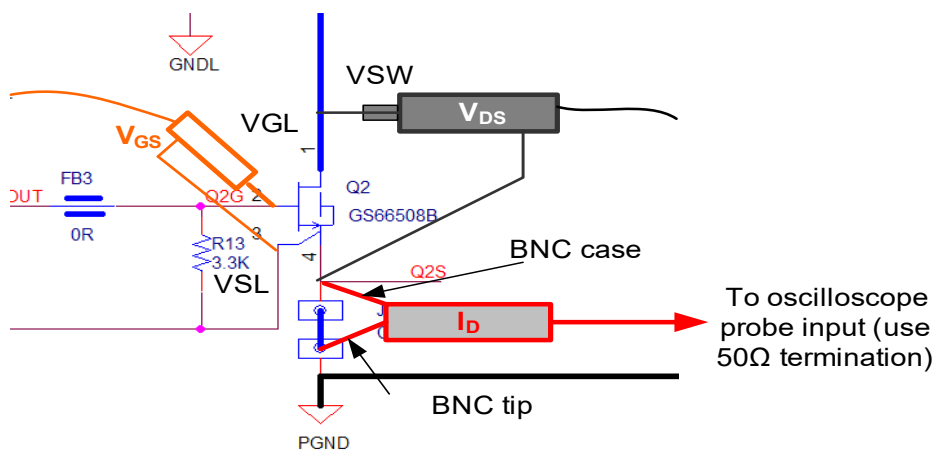 GNDL
VSW
VDS
VGL
VGS
1
FB3
OUT
Q2G
2
Q2
GS66508B
0R
3
R13
3.3K
4
VSL
BNC case
Q2S
J
C
ID
To oscilloscope
probe input (use
50Ω termination)
BNC tip
PGND